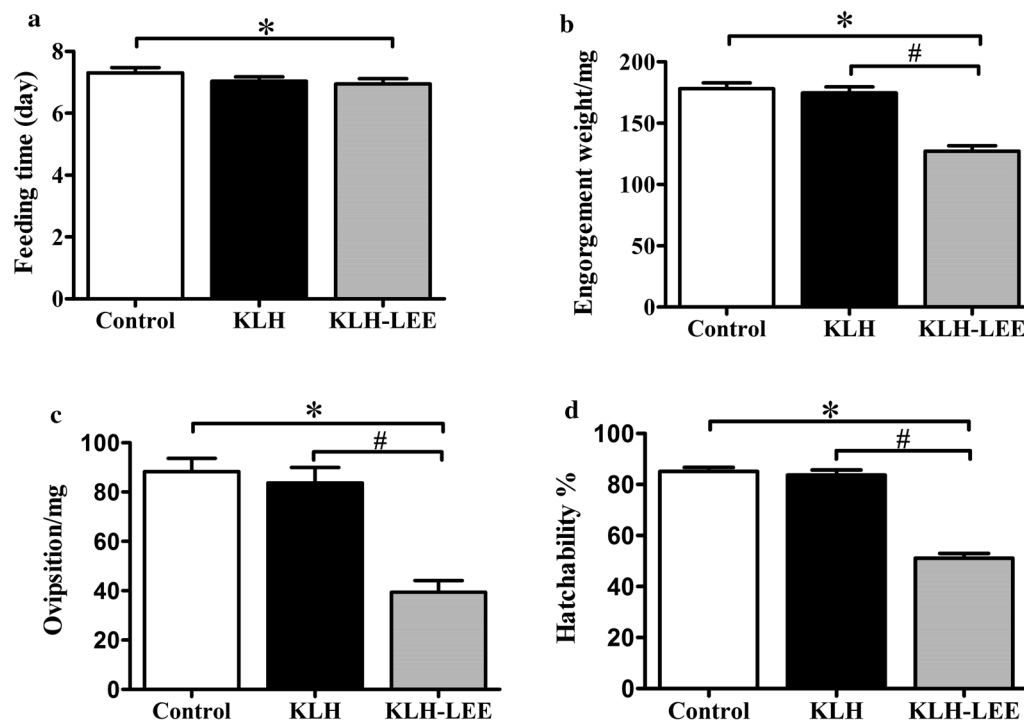 a
*
Feeding time (day)
8
6
4
2
0
Control KLH KLH-LEE
b
*
#
Engorgement weight/mg
200
150
100
50
0
Control KLH KLH-LEE
c
*
#
Ovipsition/mg
100
80
60
40
20
0
Control KLH KLH-LEE
d
*
#
Hatchability %
100
80
60
40
20
0
Control KLH KLH-LEE